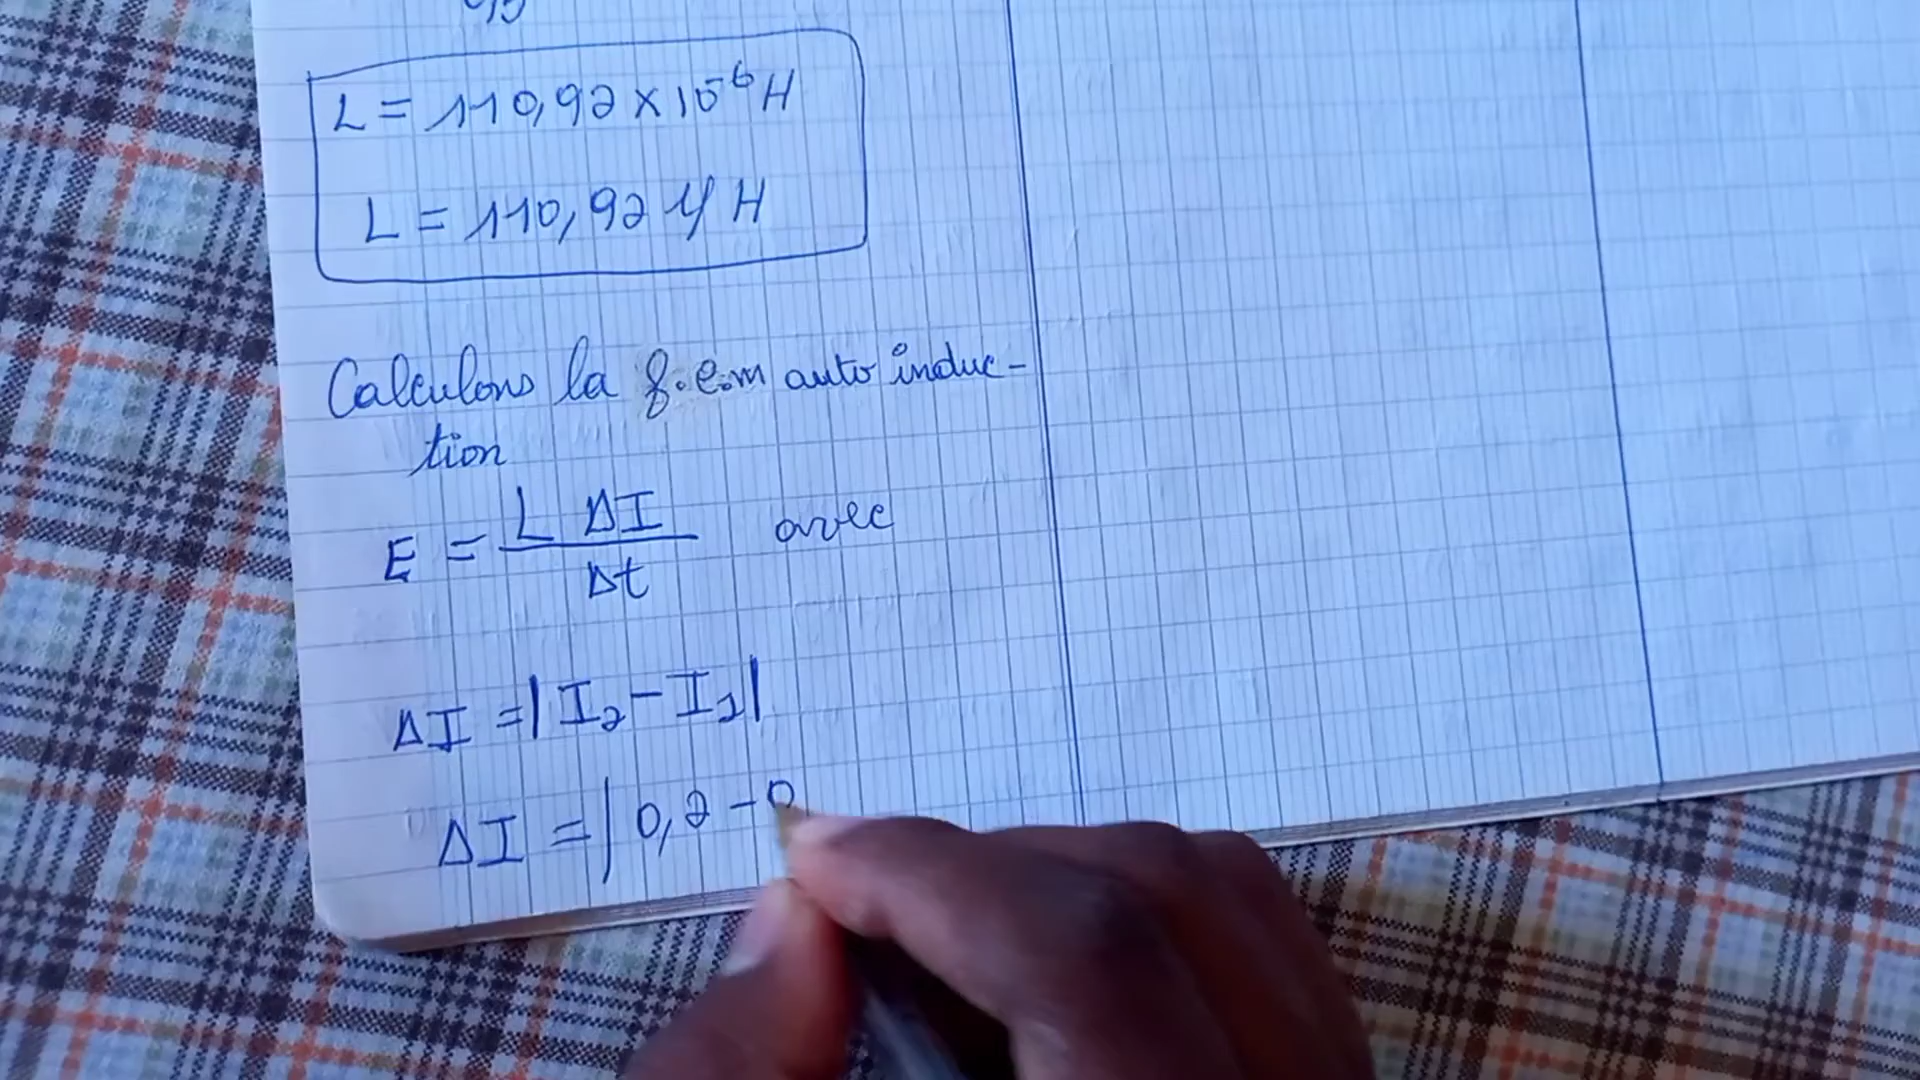 L = 110,92 x 10⁻⁶ H
L = 110,92 μH
Calculons la f.e.m auto induc-
tion
E = L ΔI / Δt avec
ΔI = | I₂ - I₁ |
ΔI = | 0,2 - 0